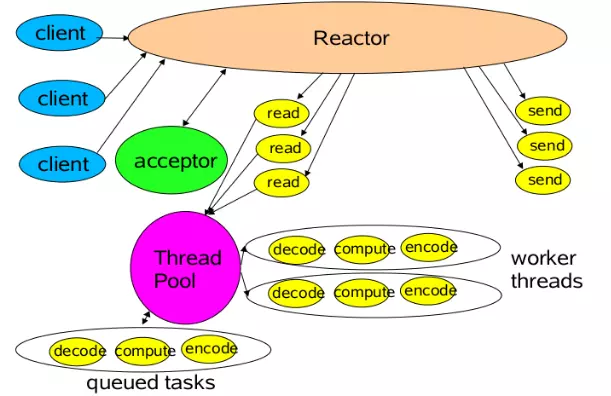 client
Reactor
client
client
acceptor
read
read
read
send
send
send
Thread
Pool
decode compute encode
decode compute encode
worker
threads
decode compute encode
queued tasks